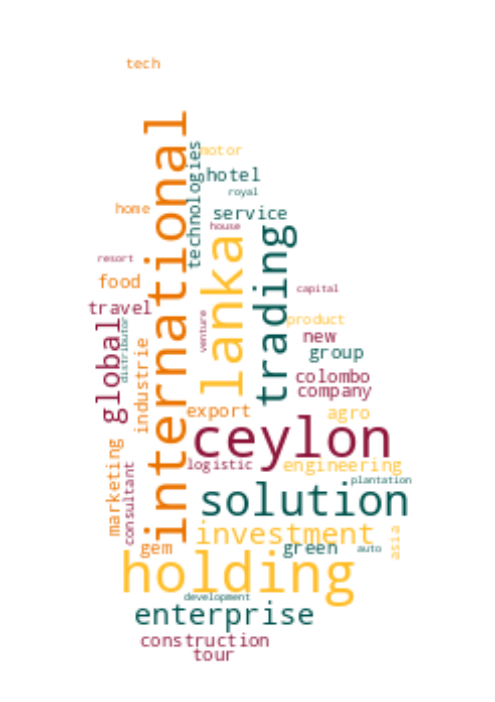 tech
international
motor
technologies
hotel
royal
home
service
house
lanka
trading
resort
food
capital
travel
venture
product
global
distributor
new
industrie
group
colombo
company
export
agro
ceylon
marketing
logistic
engineering
consultant
plantation
solution
investment
asia
gem
green
auto
holding
development
enterprise
construction
tour